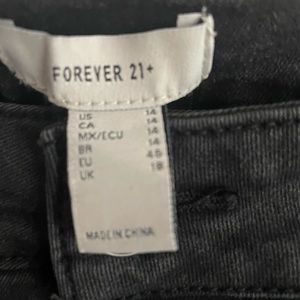 FOREVER 21+
US 14
CA 14
MX/ECU 14
BR 14
EU 46
UK 18
MADE IN CHINA